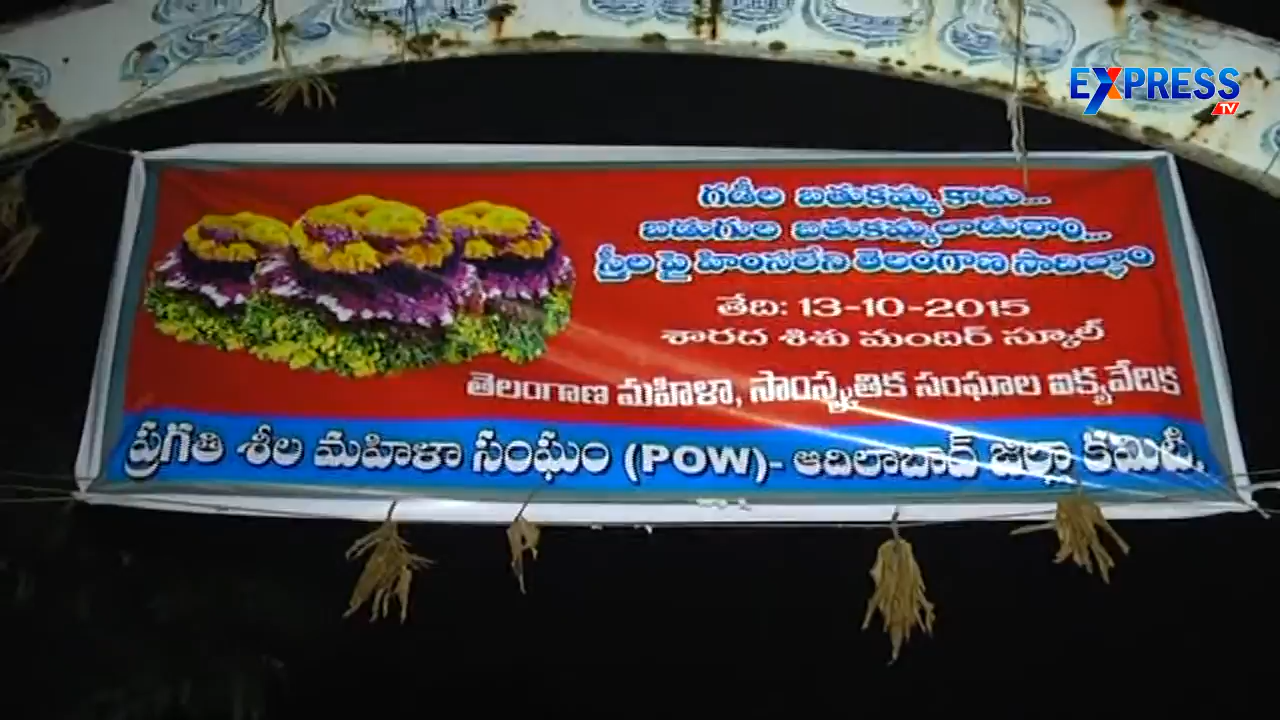 EXPRESS TV
గడీల బతుకమ్మ కాదు...
బడుగుల బతుకమ్మలాడుదాం...
స్త్రీల పై హింసలేని తెలంగాణ సాదిద్దాం
తేది: 13-10-2015
శారద శిశు మందిర్ స్కూల్
తెలంగాణ మహిళా, సాంస్కృతిక సంఘాల ఐక్యవేదిక
ప్రగతి శీల మహిళా సంఘం (POW)- ఆదిలాబాద్ జిల్లా కమిటీ.